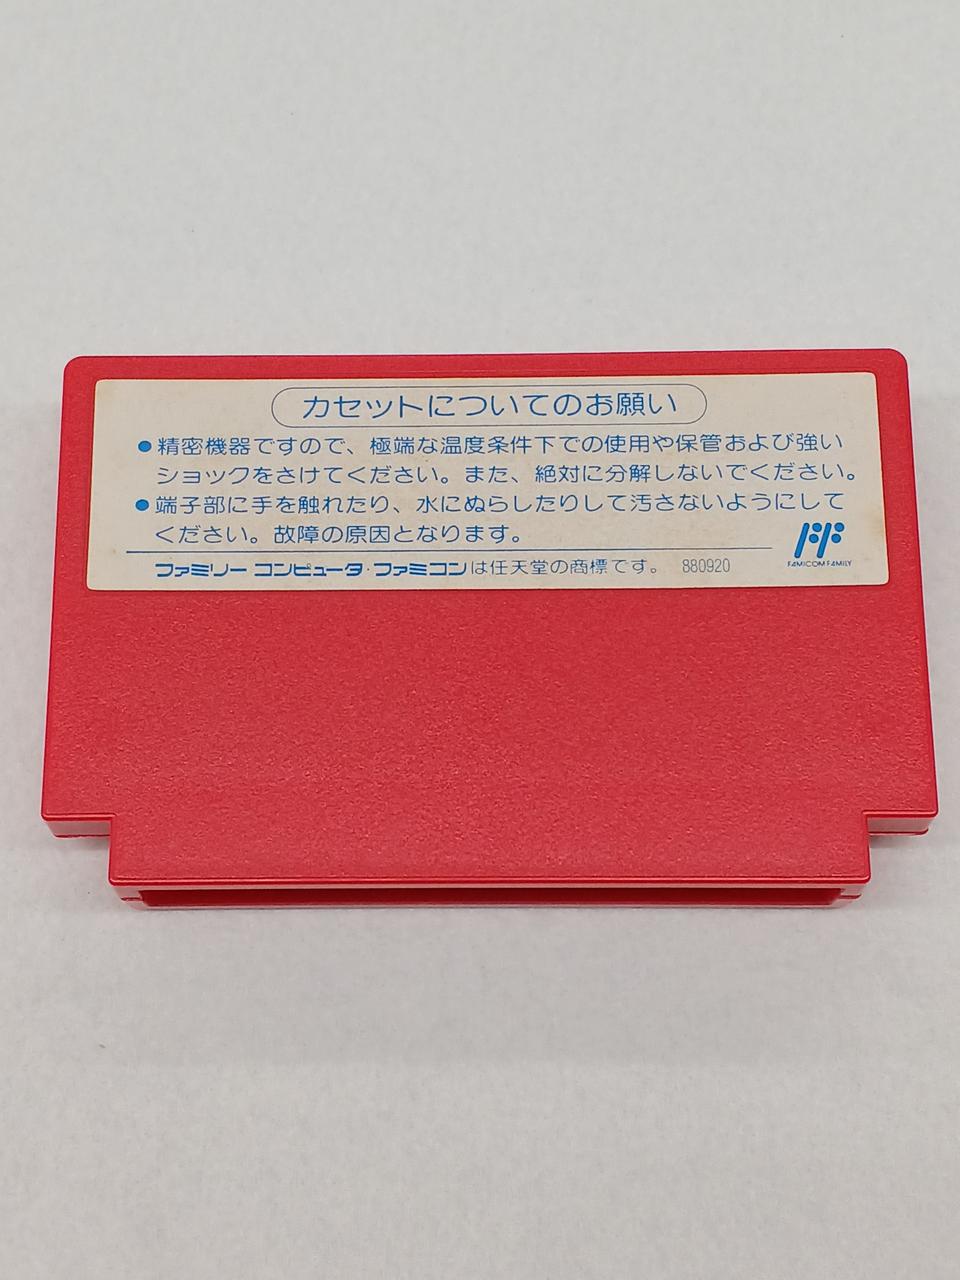 カセットについてのお願い
●精密機器ですので、極端な温度条件下での使用や保管および強い
ショックをさけてください。また、絶対に分解しないでください。
●端子部に手を触れたり、水にぬらしたりして汚さないようにして
ください。故障の原因となります。
ファミリーコンピュータ・ファミコンは任天堂の商標です。 880920
FAMICOM FAMILY